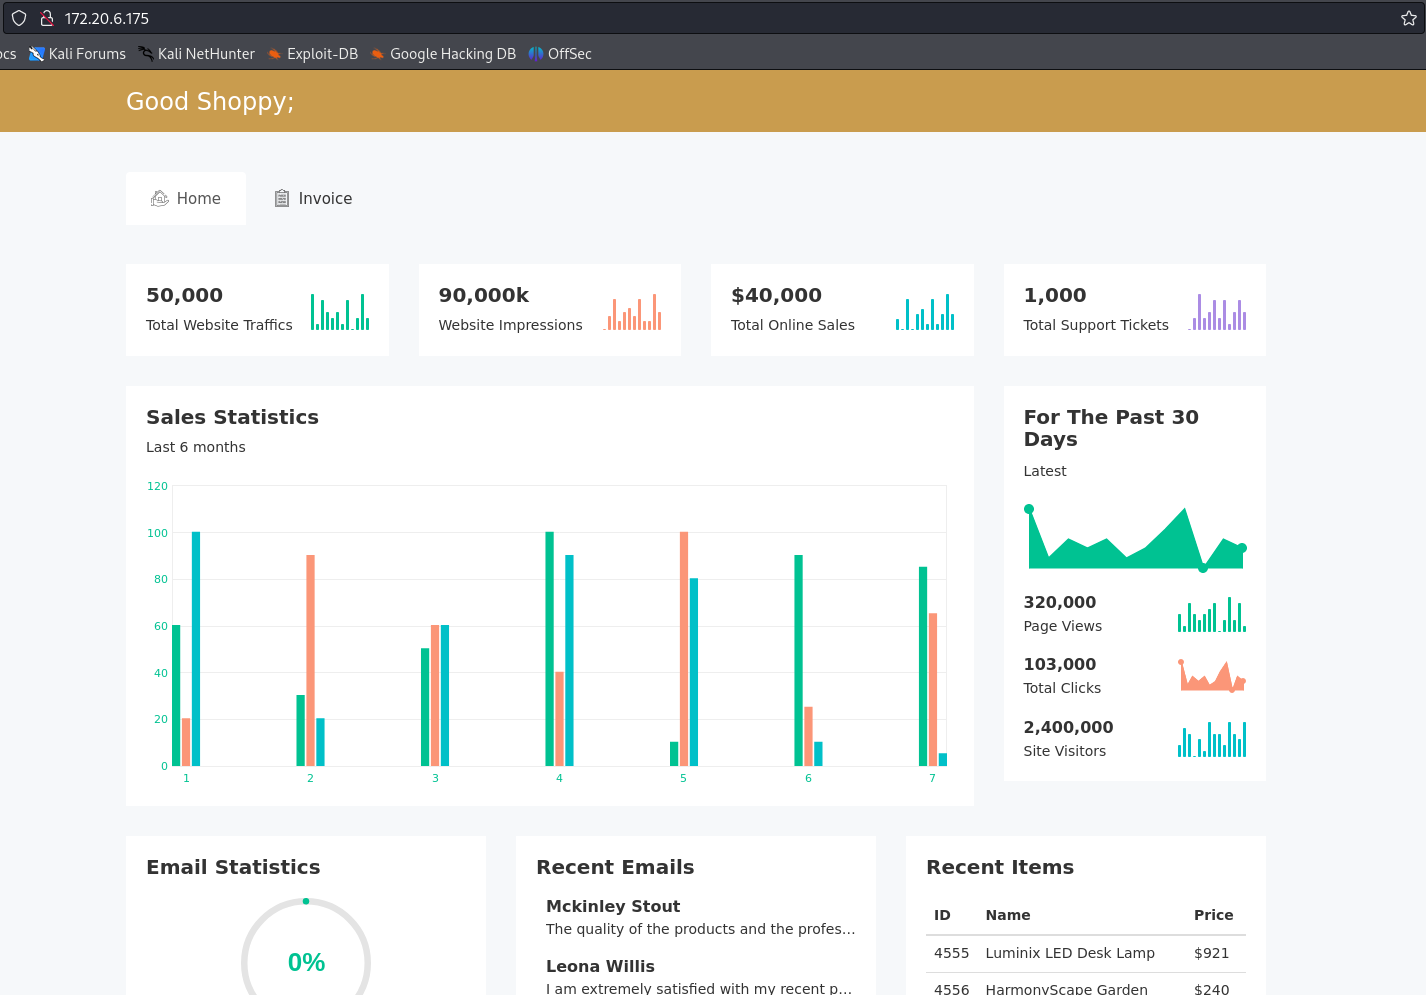 172.20.6.175
ocs Kali Forums Kali NetHunter Exploit-DB Google Hacking DB OffSec
Good Shoppy;
Home Invoice
50,000
Total Website Traffics
90,000k
Website Impressions
$40,000
Total Online Sales
1,000
Total Support Tickets
Sales Statistics
Last 6 months
120
100
80
60
40
20
0
1 2 3 4 5 6 7
For The Past 30
Days
Latest
320,000
Page Views
103,000
Total Clicks
2,400,000
Site Visitors
Email Statistics
0%
Recent Emails
Mckinley Stout
The quality of the products and the profes...
Leona Willis
I am extremely satisfied with my recent p...
Recent Items
ID Name Price
4555 Luminix LED Desk Lamp $921
4556 HarmonyScape Garden $240